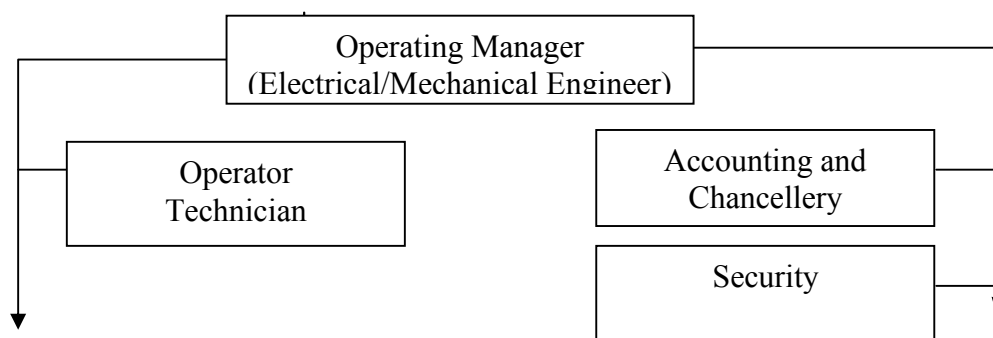 Operating Manager
(Electrical/Mechanical Engineer)
Operator
Technician
Accounting and
Chancellery
Security